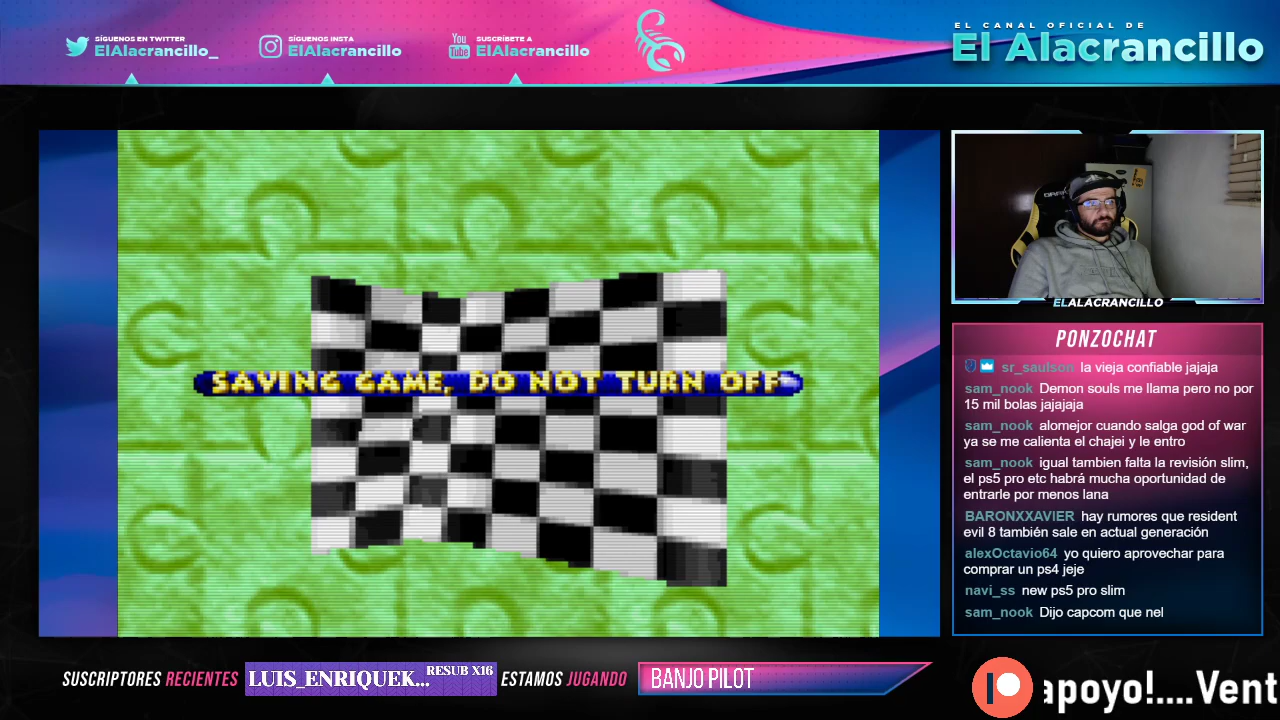 SÍGUENOS EN TWITTER
ElAlacrancillo_
SÍGUENOS INSTA
ElAlacrancillo
You Tube
SUSCRÍBETE A
ElAlacrancillo
EL CANAL OFICIAL DE
El Alacrancillo
SAVING GAME, DO NOT TURN OFF
ELALACRANCILLO
PONZOCHAT
sr_saulson la vieja confiable jajaja
sam_nook Demon souls me llama pero no por
15 mil bolas jajajaja
sam_nook alomejor cuando salga god of war
ya se me calienta el chajei y le entro
sam_nook igual tambien falta la revisión slim,
el ps5 pro etc habrá mucha oportunidad de
entrarle por menos lana
BARONXXAVIER hay rumores que resident
evil 8 también sale en actual generación
alexOctavio64 yo quiero aprovechar para
comprar un ps4 jeje
navi_ss new ps5 pro slim
sam_nook Dijo capcom que nel
SUSCRIPTORES RECIENTES
LUIS_ENRIQUEK...
RESUB X16
ESTAMOS JUGANDO
BANJO PILOT
apoyo!....Vent